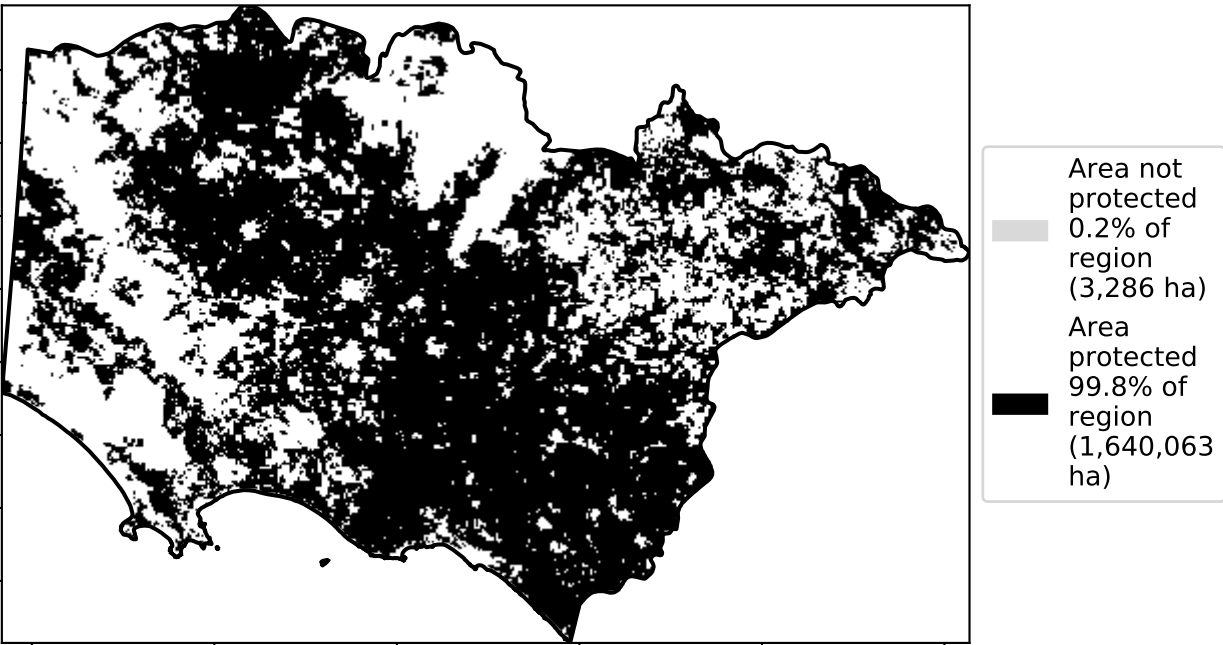 Area not
protected
0.2% of
region
(3,286 ha)
Area
protected
99.8% of
region
(1,640,063
ha)